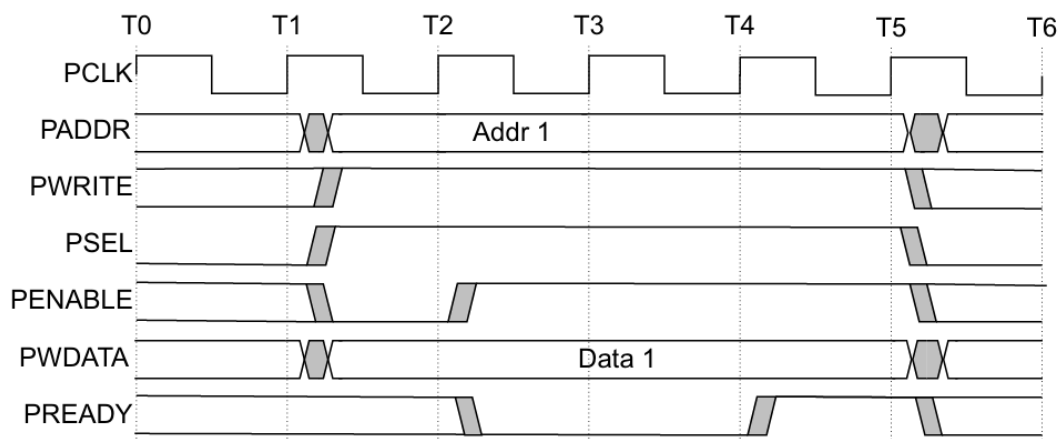 T0 T1 T2 T3 T4 T5 T6
PCLK
PADDR Addr 1
PWRITE
PSEL
PENABLE
PWDATA Data 1
PREADY